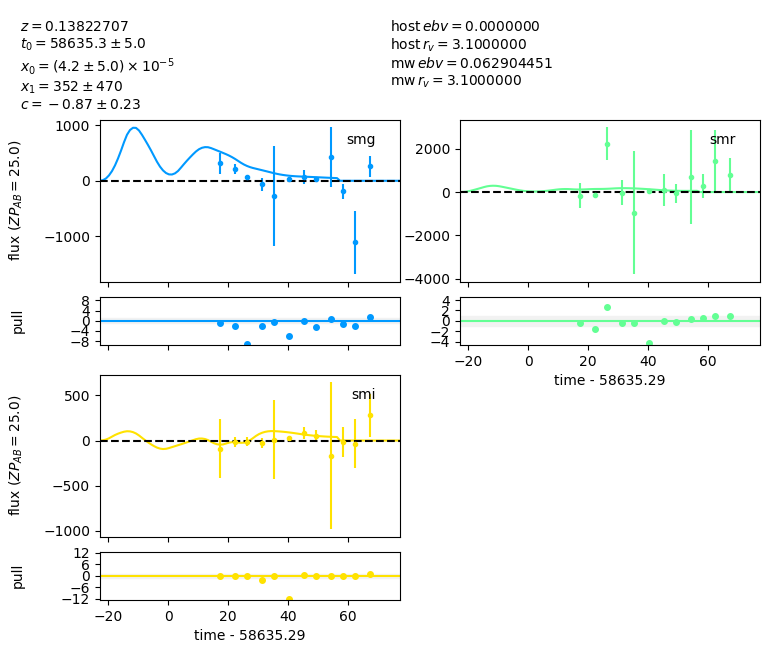 z = 0.13822707
t₀ = 58635.3 ± 5.0
x₀ = (4.2 ± 5.0) × 10⁻⁵
x₁ = 352 ± 470
c = −0.87 ± 0.23
host ebv = 0.0000000
host r_v = 3.1000000
mw ebv = 0.062904451
mw r_v = 3.1000000
flux (ZP_AB = 25.0)
1000
0
−1000
smg
2000
0
−2000
−4000
smr
pull
8
4
0
−4
−8
4
2
0
−2
−4
−20 0 20 40 60
time - 58635.29
flux (ZP_AB = 25.0)
500
0
−500
−1000
smi
pull
12
6
0
−6
−12
−20 0 20 40 60
time - 58635.29